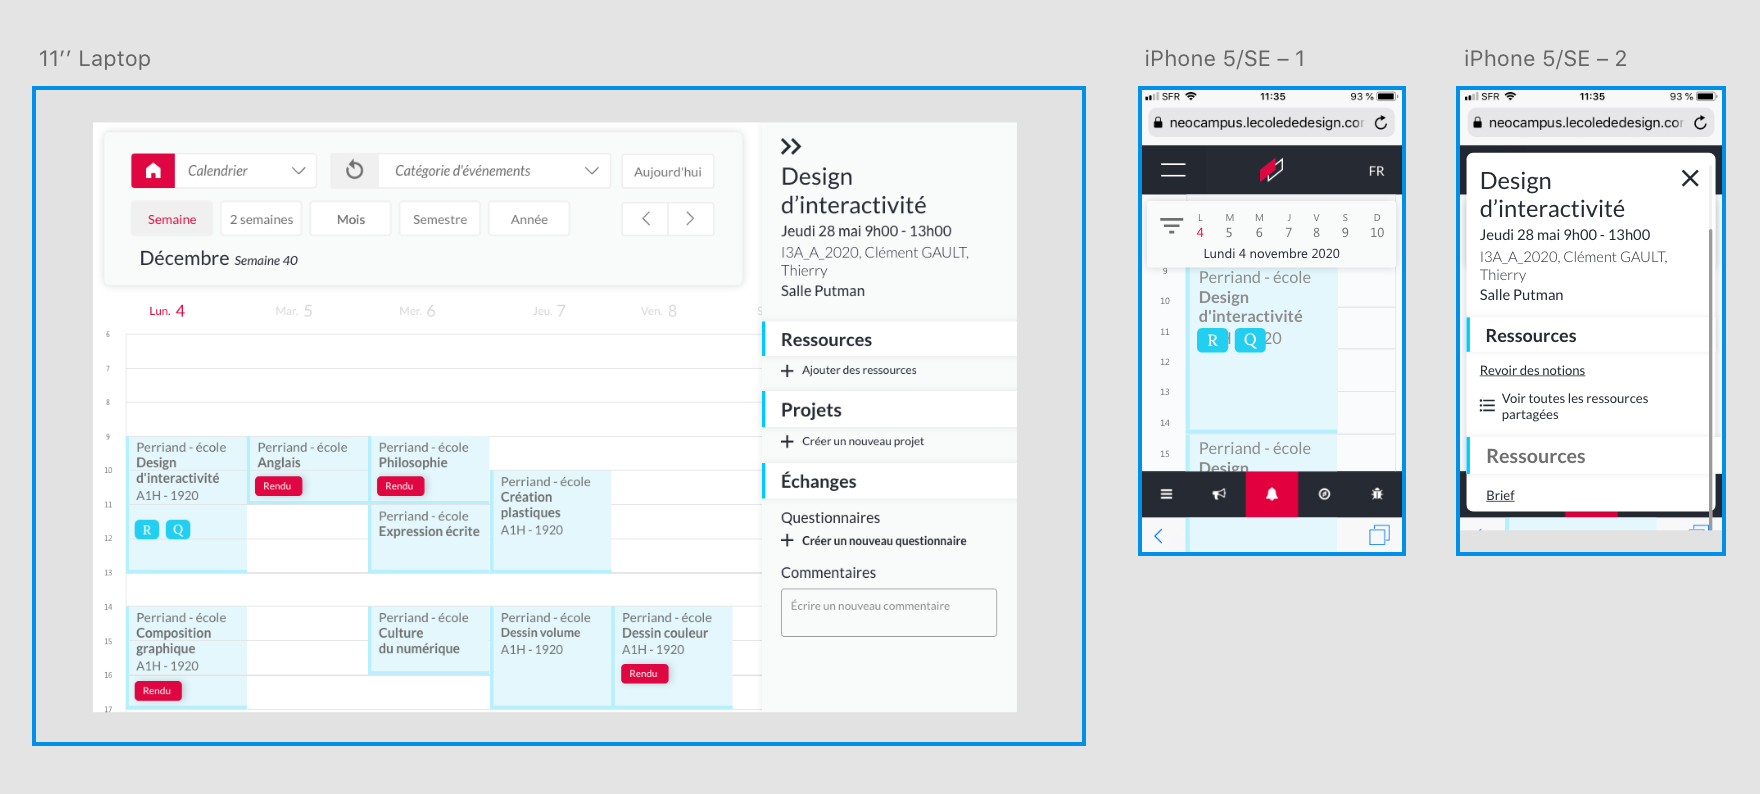 11’’ Laptop
Calendrier
Catégorie d'événements
Aujourd'hui
Semaine
2 semaines
Mois
Semestre
Année
Décembre Semaine 40
Lun. 4
Mar. 5
Mer. 6
Jeu. 7
Ven. 8
S
6
7
8
9
10
11
12
13
14
15
16
17
Perriand - école
Design
d'interactivité
A1H - 1920
R Q
Perriand - école
Anglais
Rendu
Perriand - école
Philosophie
Rendu
Perriand - école
Expression écrite
Perriand - école
Création
plastiques
A1H - 1920
Perriand - école
Composition
graphique
A1H - 1920
Rendu
Perriand - école
Culture
du numérique
Perriand - école
Dessin volume
A1H - 1920
Perriand - école
Dessin couleur
A1H - 1920
Rendu
Design
d’interactivité
Jeudi 28 mai 9h00 - 13h00
I3A_A_2020, Clément GAULT,
Thierry
Salle Putman
Ressources
Ajouter des ressources
Projets
Créer un nouveau projet
Échanges
Questionnaires
Créer un nouveau questionnaire
Commentaires
Écrire un nouveau commentaire
iPhone 5/SE – 1
SFR 11:35 93 %
neocampus.lecolededesign.cor
FR
L M M J V S D
4 5 6 7 8 9 10
Lundi 4 novembre 2020
9
10
11
12
13
14
15
Perriand - école
Design
d'interactivité
R Q 20
Perriand - école
Design
iPhone 5/SE – 2
SFR 11:35 93 %
neocampus.lecolededesign.cor
Design
d’interactivité
Jeudi 28 mai 9h00 - 13h00
I3A_A_2020, Clément GAULT,
Thierry
Salle Putman
Ressources
Revoir des notions
Voir toutes les ressources
partagées
Ressources
Brief